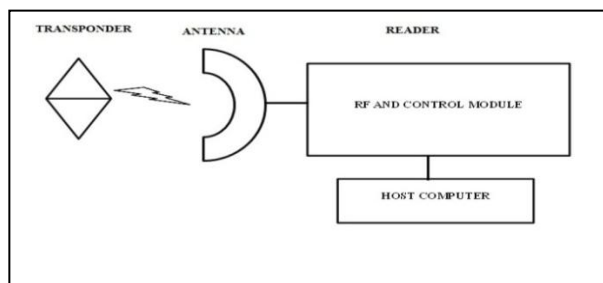 TRANSPONDER
ANTENNA
READER
RF AND CONTROL MODULE
HOST COMPUTER